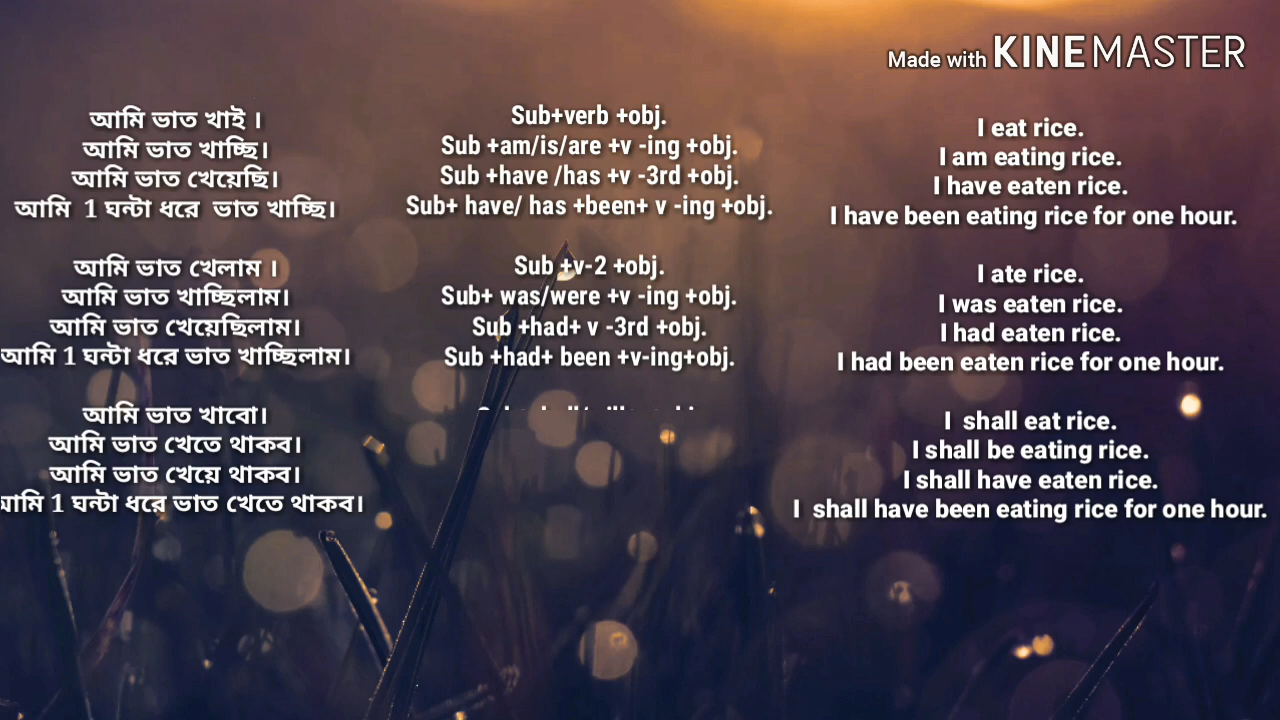 Made with KINEMASTER
আমি ভাত খাই ।
আমি ভাত খাচ্ছি।
আমি ভাত খেয়েছি।
আমি 1 ঘন্টা ধরে ভাত খাচ্ছি।
আমি ভাত খেলাম ।
আমি ভাত খাচ্ছিলাম।
আমি ভাত খেয়েছিলাম।
আমি 1 ঘন্টা ধরে ভাত খাচ্ছিলাম।
আমি ভাত খাবো।
আমি ভাত খেতে থাকব।
আমি ভাত খেয়ে থাকব।
আমি 1 ঘন্টা ধরে ভাত খেতে থাকব।
Sub+verb +obj.
Sub +am/is/are +v -ing +obj.
Sub +have /has +v -3rd +obj.
Sub+ have/ has +been+ v -ing +obj.
Sub +v-2 +obj.
Sub+ was/were +v -ing +obj.
Sub +had+ v -3rd +obj.
Sub +had+ been +v-ing+obj.
I eat rice.
I am eating rice.
I have eaten rice.
I have been eating rice for one hour.
I ate rice.
I was eaten rice.
I had eaten rice.
I had been eaten rice for one hour.
I shall eat rice.
I shall be eating rice.
I shall have eaten rice.
I shall have been eating rice for one hour.